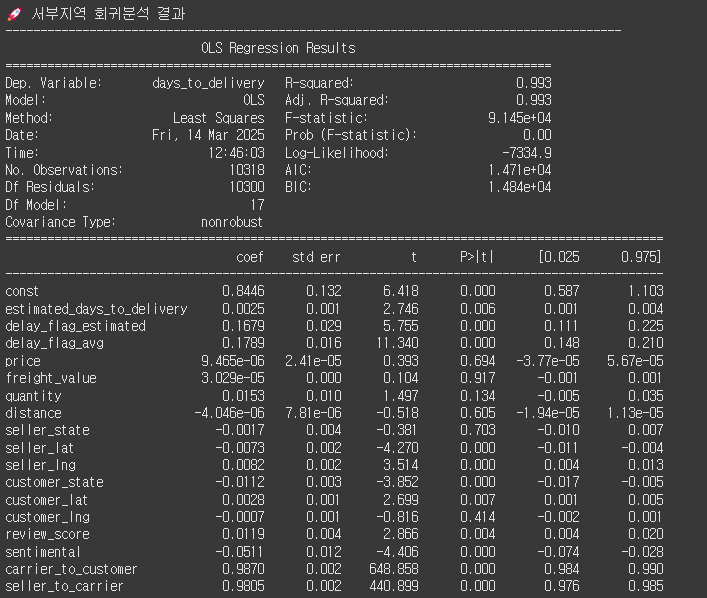 🚀 서부지역 회귀분석 결과
--------------------------------------------------------------------------------
OLS Regression Results
==============================================================================
Dep. Variable: days_to_delivery R-squared: 0.993
Model: OLS Adj. R-squared: 0.993
Method: Least Squares F-statistic: 9.145e+04
Date: Fri, 14 Mar 2025 Prob (F-statistic): 0.00
Time: 12:46:03 Log-Likelihood: -7334.9
No. Observations: 10318 AIC: 1.471e+04
Df Residuals: 10300 BIC: 1.484e+04
Df Model: 17
Covariance Type: nonrobust
==============================================================================
coef std err t P>|t| [0.025 0.975]
------------------------------------------------------------------------------
const 0.8446 0.132 6.418 0.000 0.587 1.103
estimated_days_to_delivery 0.0025 0.001 2.746 0.006 0.001 0.004
delay_flag_estimated 0.1679 0.029 5.755 0.000 0.111 0.225
delay_flag_avg 0.1789 0.016 11.340 0.000 0.148 0.210
price 9.465e-06 2.41e-05 0.393 0.694 -3.77e-05 5.67e-05
freight_value 3.029e-05 0.000 0.104 0.917 -0.001 0.001
quantity 0.0153 0.010 1.497 0.134 -0.005 0.035
distance -4.046e-06 7.81e-06 -0.518 0.605 -1.94e-05 1.13e-05
seller_state -0.0017 0.004 -0.381 0.703 -0.010 0.007
seller_lat -0.0073 0.002 -4.270 0.000 -0.011 -0.004
seller_lng 0.0082 0.002 3.514 0.000 0.004 0.013
customer_state -0.0112 0.003 -3.852 0.000 -0.017 -0.005
customer_lat 0.0028 0.001 2.699 0.007 0.001 0.005
customer_lng -0.0007 0.001 -0.816 0.414 -0.002 0.001
review_score 0.0119 0.004 2.866 0.004 0.004 0.020
sentimental -0.0511 0.012 -4.406 0.000 -0.074 -0.028
carrier_to_customer 0.9870 0.002 648.858 0.000 0.984 0.990
seller_to_carrier 0.9805 0.002 440.899 0.000 0.976 0.985